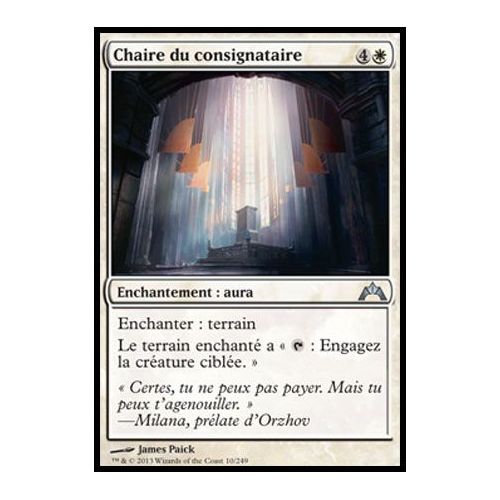 Chaire du consignataire 4
Enchantement : aura
Enchanter : terrain
Le terrain enchanté a « : Engagez
la créature ciblée. »
« Certes, tu ne peux pas payer. Mais tu
peux t'agenouiller. »
—Milana, prélate d'Orzhov
James Paick
™ & © 2013 Wizards of the Coast 10/249